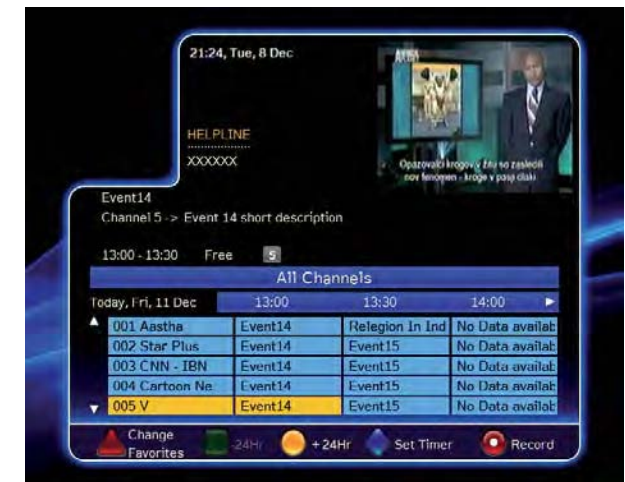 21:24, Tue, 8 Dec
AXN
HELPLINE
XXXXXX
Opazovalci krogov v žitu so zasledili
nov fenomen - kroge v pasji dlaki
Event14
Channel 5 -> Event 14 short description
13:00 - 13:30 Free S
All Channels
Today, Fri, 11 Dec 13:00 13:30 14:00
001 Aastha Event14 Relegion In Ind No Data availab
002 Star Plus Event14 Event15 No Data availab
003 CNN - IBN Event14 Event15 No Data availab
004 Cartoon Ne Event14 Event15 No Data availab
005 V Event14 Event15 No Data availab
Change
Favorites -24Hr +24Hr Set Timer Record